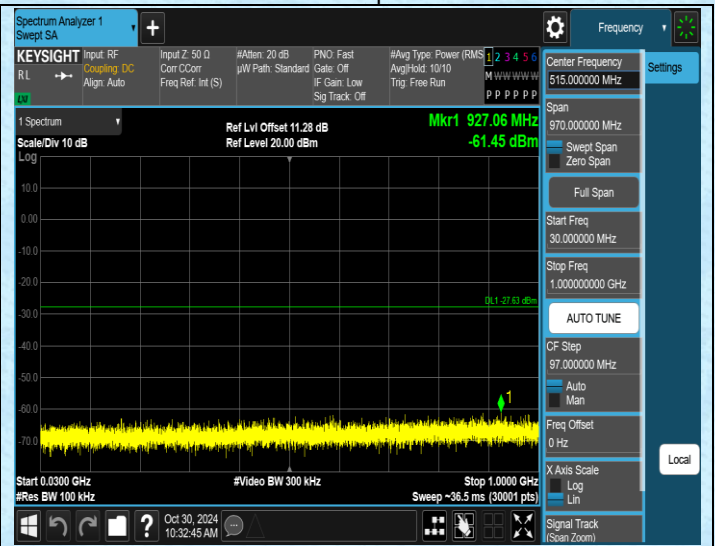 Spectrum Analyzer 1
Swept SA
+
Frequency
KEYSIGHT
RL
LXI
Input: RF
Coupling: DC
Align: Auto
Input Z: 50 Ω
Corr CCorr
Freq Ref: Int (S)
#Atten: 20 dB
µW Path: Standard
PNO: Fast
Gate: Off
IF Gain: Low
Sig Track: Off
#Avg Type: Power (RMS
Avg|Hold: 10/10
Trig: Free Run
1 2 3 4 5 6
M W W W W W
P P P P P P
1 Spectrum
Scale/Div 10 dB
Ref Lvl Offset 11.28 dB
Ref Level 20.00 dBm
Mkr1 927.06 MHz
-61.45 dBm
Log
10.0
0.00
-10.0
-20.0
DL1 -27.63 dBm
-30.0
-40.0
-50.0
1
-60.0
-70.0
Start 0.0300 GHz
#Res BW 100 kHz
#Video BW 300 kHz
Stop 1.0000 GHz
Sweep ~36.5 ms (30001 pts)
?
Oct 30, 2024
10:32:45 AM
Center Frequency
515.000000 MHz
Span
970.000000 MHz
Swept Span
Zero Span
Full Span
Start Freq
30.000000 MHz
Stop Freq
1.000000000 GHz
AUTO TUNE
CF Step
97.000000 MHz
Auto
Man
Freq Offset
0 Hz
X Axis Scale
Log
Lin
Signal Track
(Span Zoom)
Settings
Local